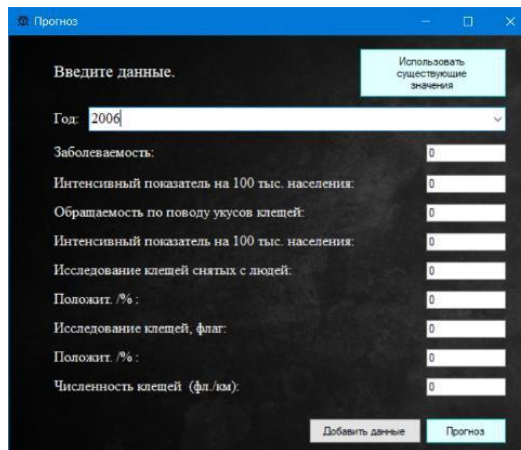 Прогноз
Введите данные.
Использовать
существующие
значения
Год: 2006
Заболеваемость: 0
Интенсивный показатель на 100 тыс. населения: 0
Обращаемость по поводу укусов клещей: 0
Интенсивный показатель на 100 тыс. населения: 0
Исследование клещей снятых с людей: 0
Положит. /% : 0
Исследование клещей, флаг: 0
Положит. /% : 0
Численность клещей (фл./км): 0
Добавить данные Прогноз